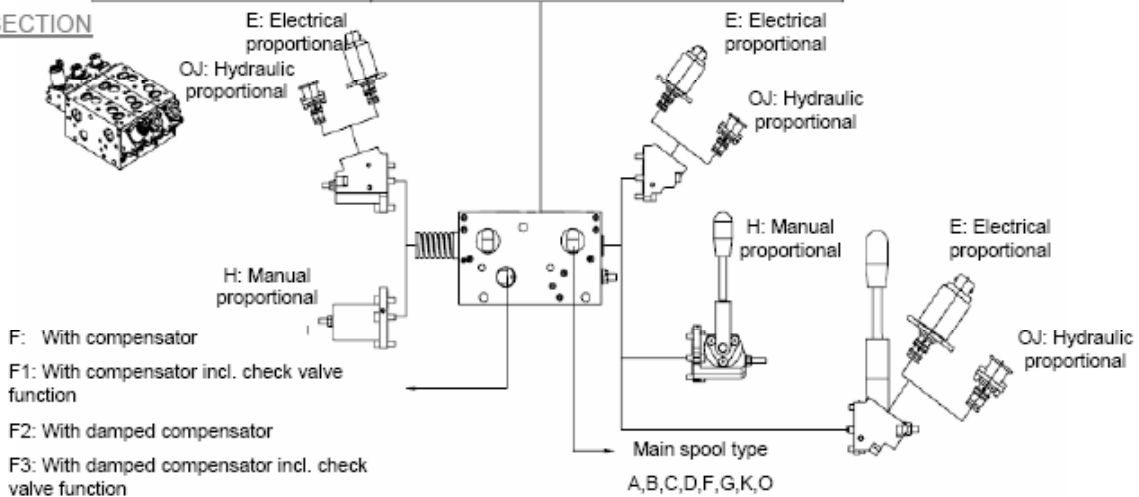 SECTION
E: Electrical
proportional
OJ: Hydraulic
proportional
E: Electrical
proportional
OJ: Hydraulic
proportional
H: Manual
proportional
E: Electrical
proportional
H: Manual
proportional
OJ: Hydraulic
proportional
F: With compensator
F1: With compensator incl. check valve
function
F2: With damped compensator
F3: With damped compensator incl. check
valve function
Main spool type
A,B,C,D,F,G,K,O